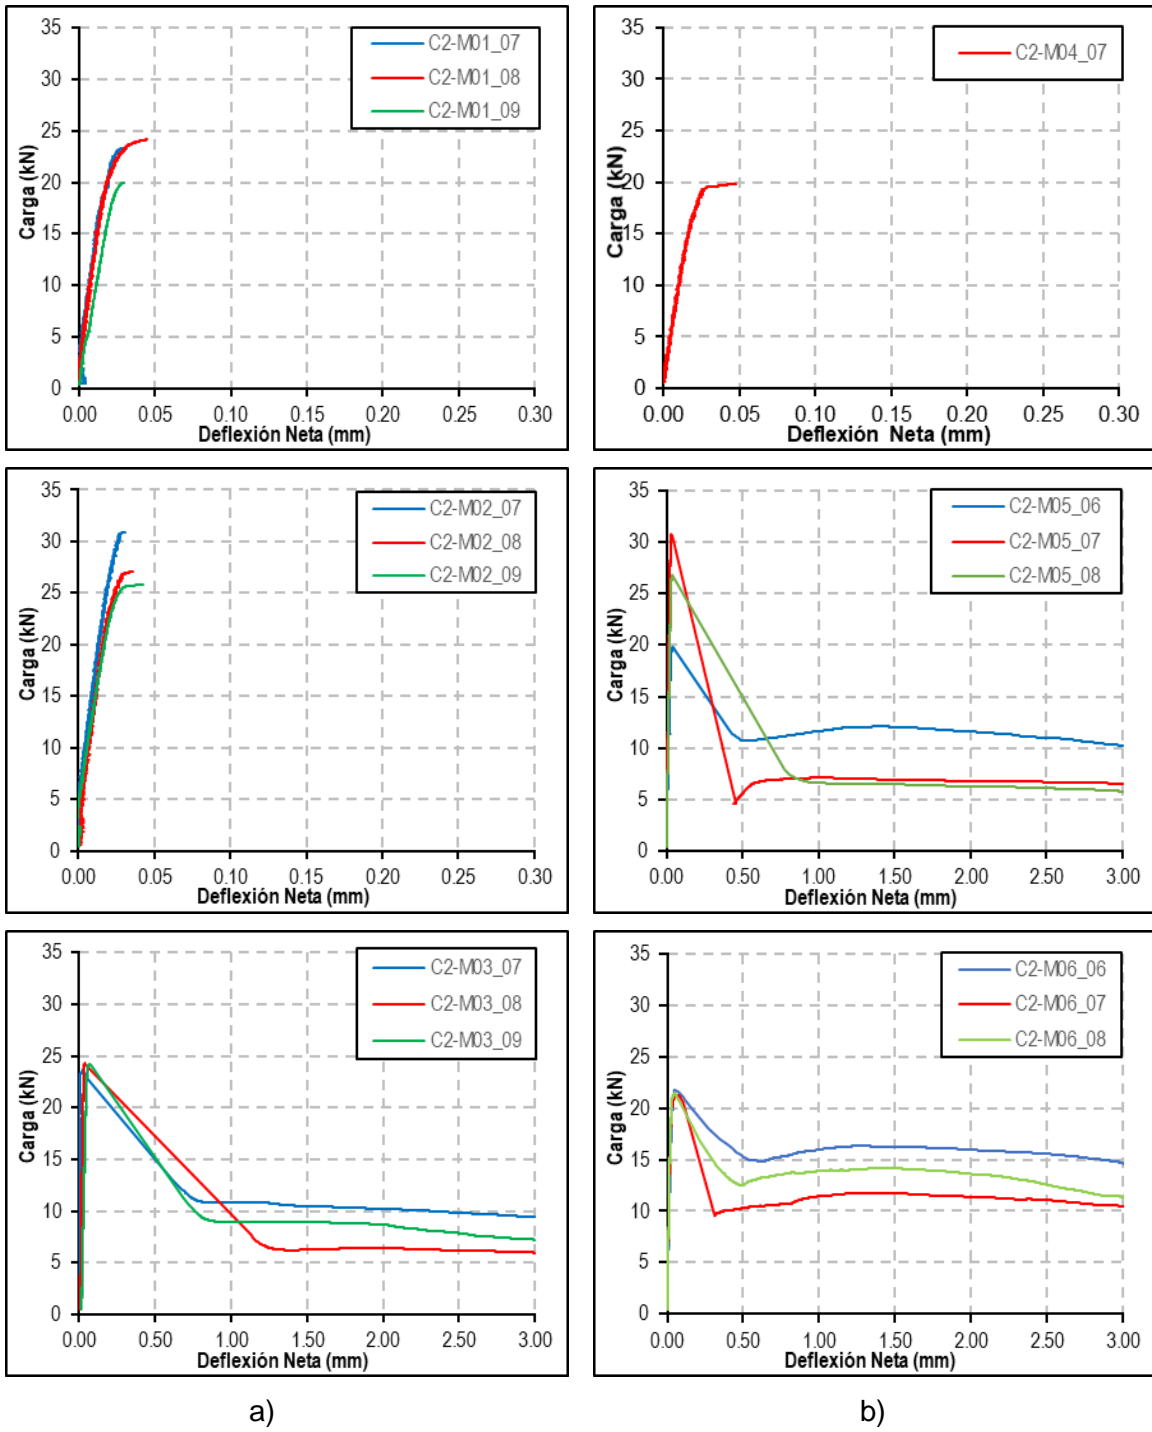 35
30
25
20
15
10
5
0
Carga (kN)
C2-M01_07
C2-M01_08
C2-M01_09
0.00 0.05 0.10 0.15 0.20 0.25 0.30
Deflexión Neta (mm)
35
30
25
20
15
10
5
0
Carga (kN)
C2-M04_07
0.00 0.05 0.10 0.15 0.20 0.25 0.30
Deflexión Neta (mm)
35
30
25
20
15
10
5
0
Carga (kN)
C2-M02_07
C2-M02_08
C2-M02_09
0.00 0.05 0.10 0.15 0.20 0.25 0.30
Deflexión Neta (mm)
35
30
25
20
15
10
5
0
Carga (kN)
C2-M05_06
C2-M05_07
C2-M05_08
0.00 0.50 1.00 1.50 2.00 2.50 3.00
Deflexión Neta (mm)
35
30
25
20
15
10
5
0
Carga (kN)
C2-M03_07
C2-M03_08
C2-M03_09
0.00 0.50 1.00 1.50 2.00 2.50 3.00
Deflexión Neta (mm)
35
30
25
20
15
10
5
0
Carga (kN)
C2-M06_06
C2-M06_07
C2-M06_08
0.00 0.50 1.00 1.50 2.00 2.50 3.00
Deflexión Neta (mm)
a)
b)